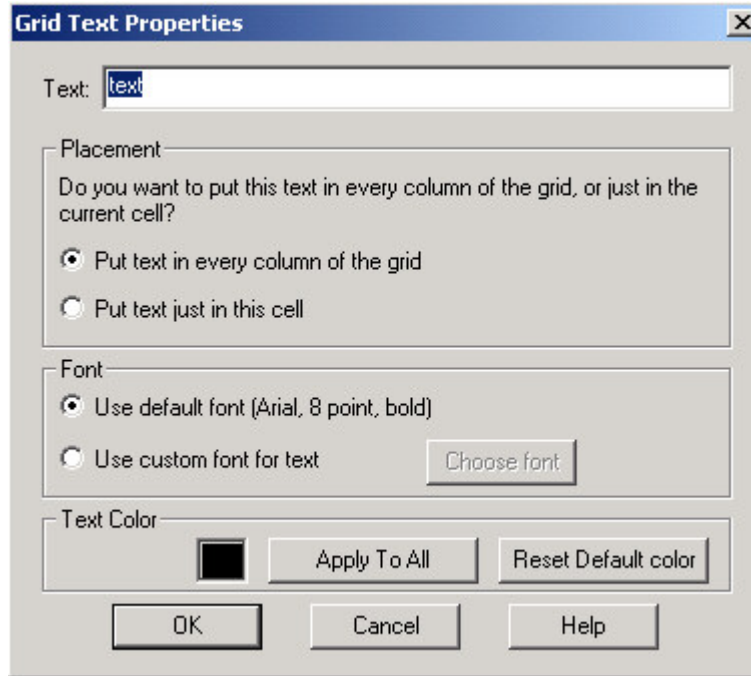 Grid Text Properties
Text: text
Placement
Do you want to put this text in every column of the grid, or just in the
current cell?
Put text in every column of the grid
Put text just in this cell
Font
Use default font (Arial, 8 point, bold)
Use custom font for text Choose font
Text Color
Apply To All Reset Default color
OK Cancel Help